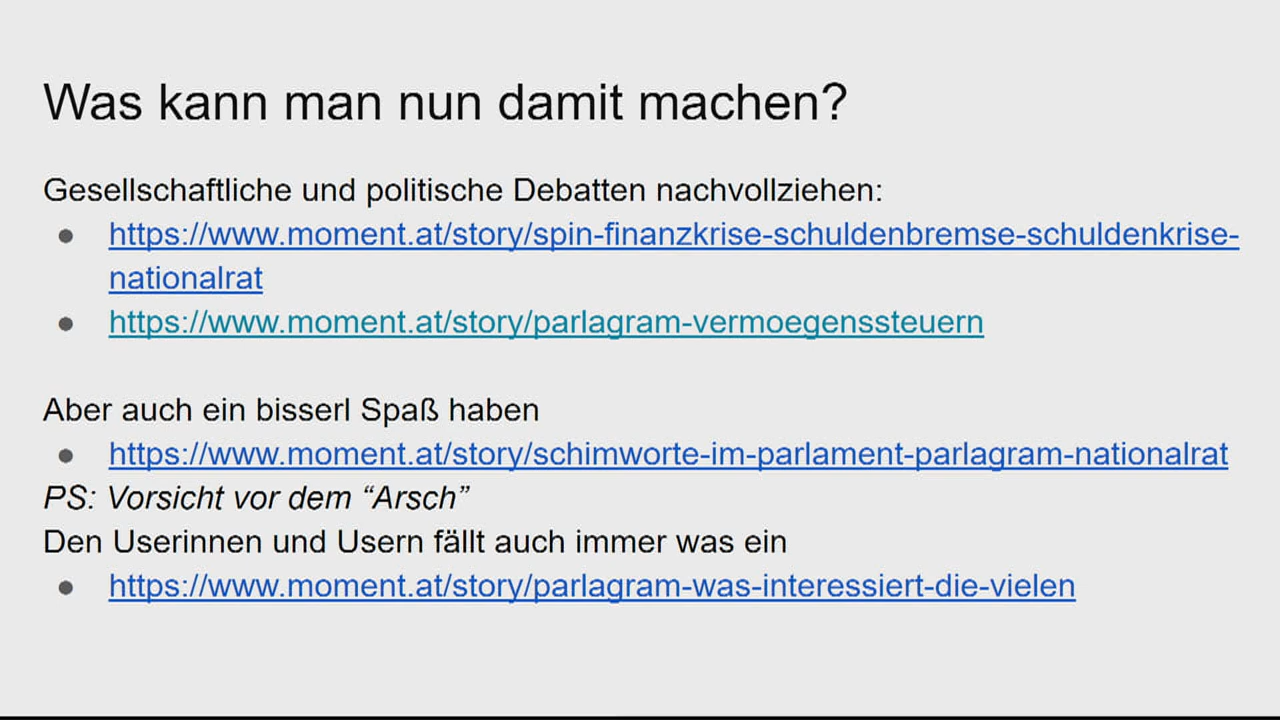 Was kann man nun damit machen?
Gesellschaftliche und politische Debatten nachvollziehen:
● https://www.moment.at/story/spin-finanzkrise-schuldenbremse-schuldenkrise-
nationalrat
● https://www.moment.at/story/parlagram-vermoegenssteuern
Aber auch ein bisserl Spaß haben
● https://www.moment.at/story/schimworte-im-parlament-parlagram-nationalrat
PS: Vorsicht vor dem “Arsch”
Den Userinnen und Usern fällt auch immer was ein
● https://www.moment.at/story/parlagram-was-interessiert-die-vielen